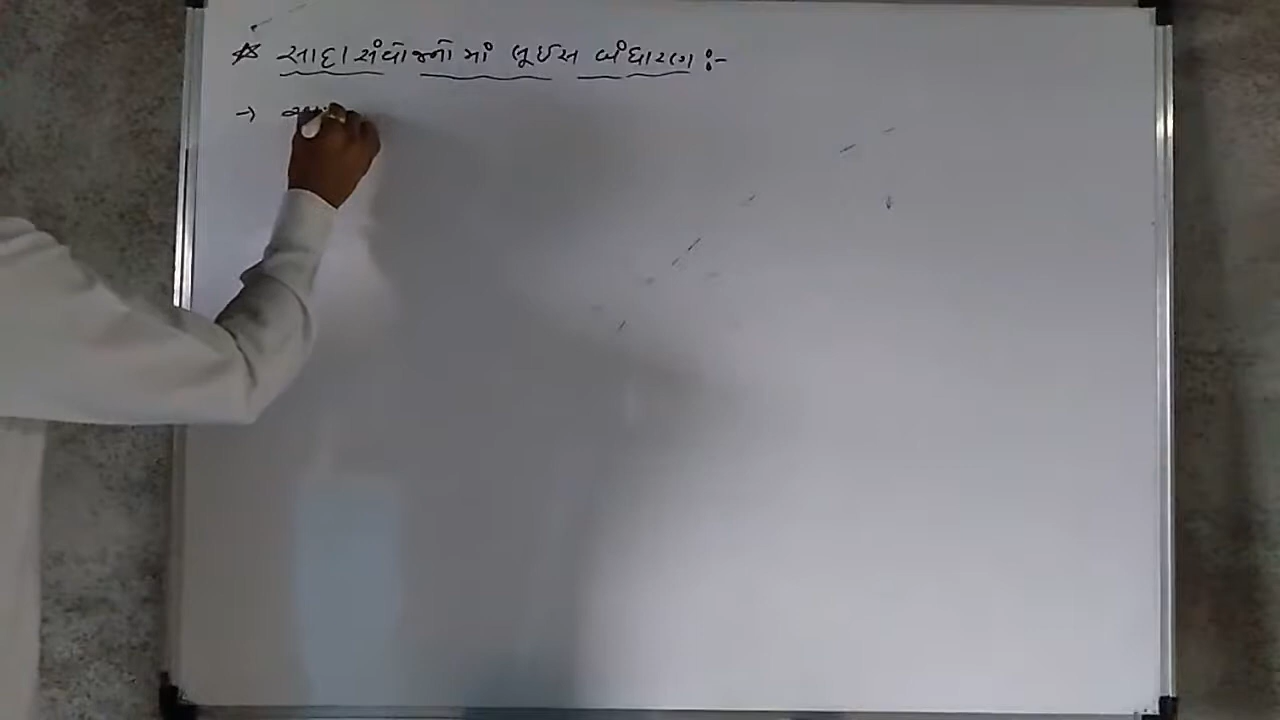 * સાદા સંયોજનો માં લૂઈસ બંધારણ :-
→